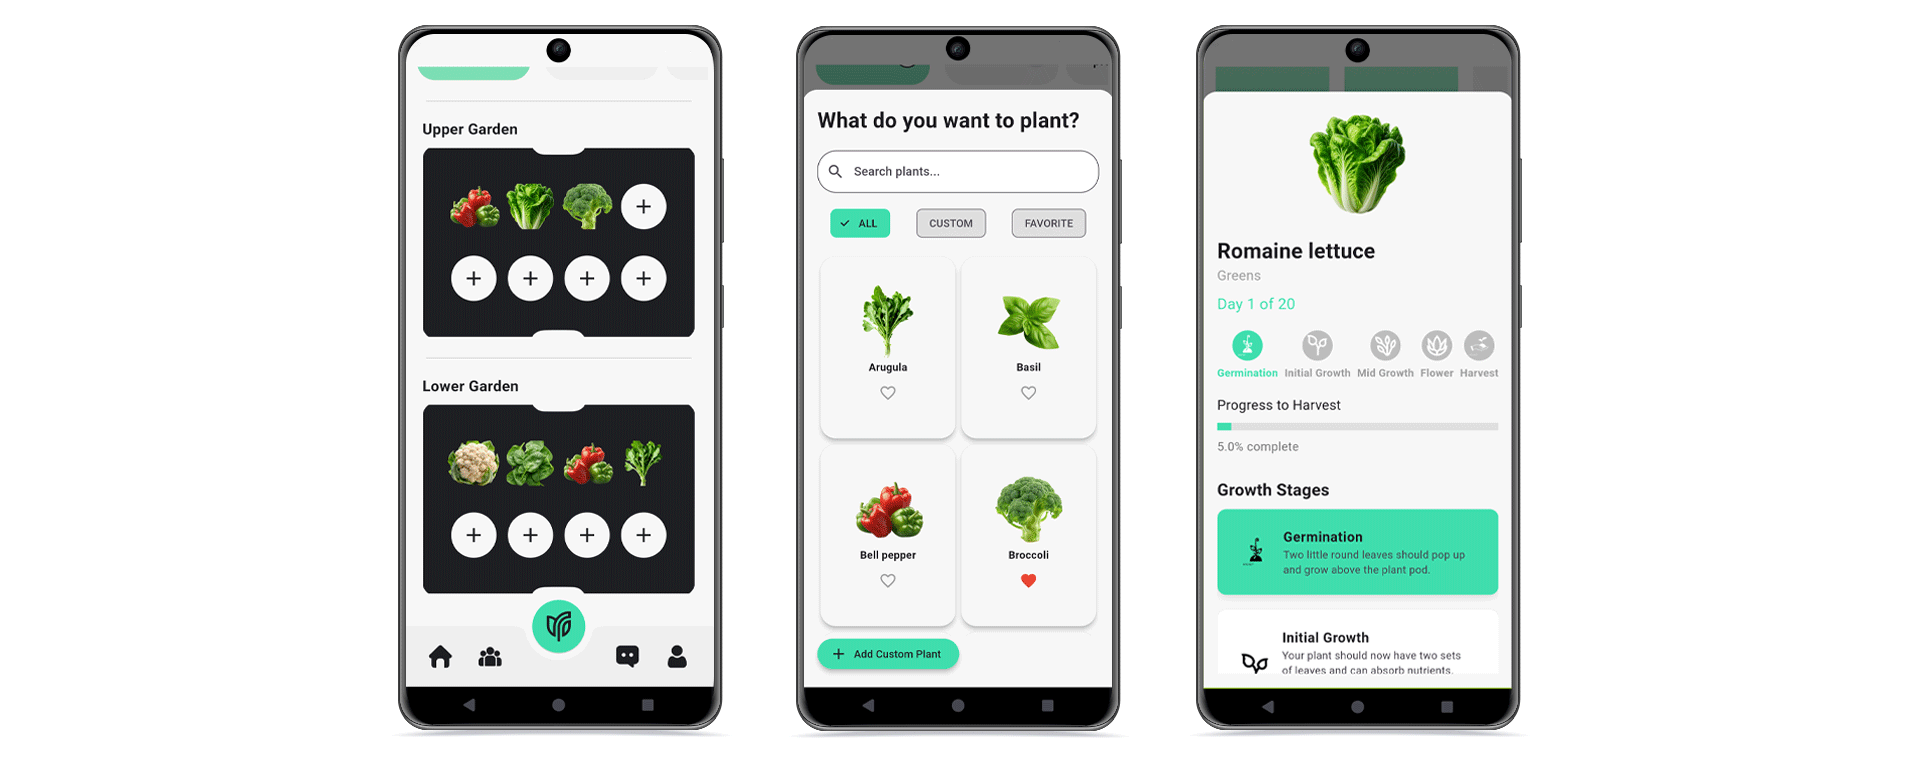 Upper Garden
Lower Garden
What do you want to plant?
Search plants...
ALL
CUSTOM
FAVORITE
Arugula
Basil
Bell pepper
Broccoli
Add Custom Plant
Romaine lettuce
Greens
Day 1 of 20
Germination
Initial Growth
Mid Growth
Flower
Harvest
Progress to Harvest
5.0% complete
Growth Stages
Germination
Two little round leaves should pop up
and grow above the plant pod.
Initial Growth
Your plant should now have two sets
of leaves and can absorb nutrients.